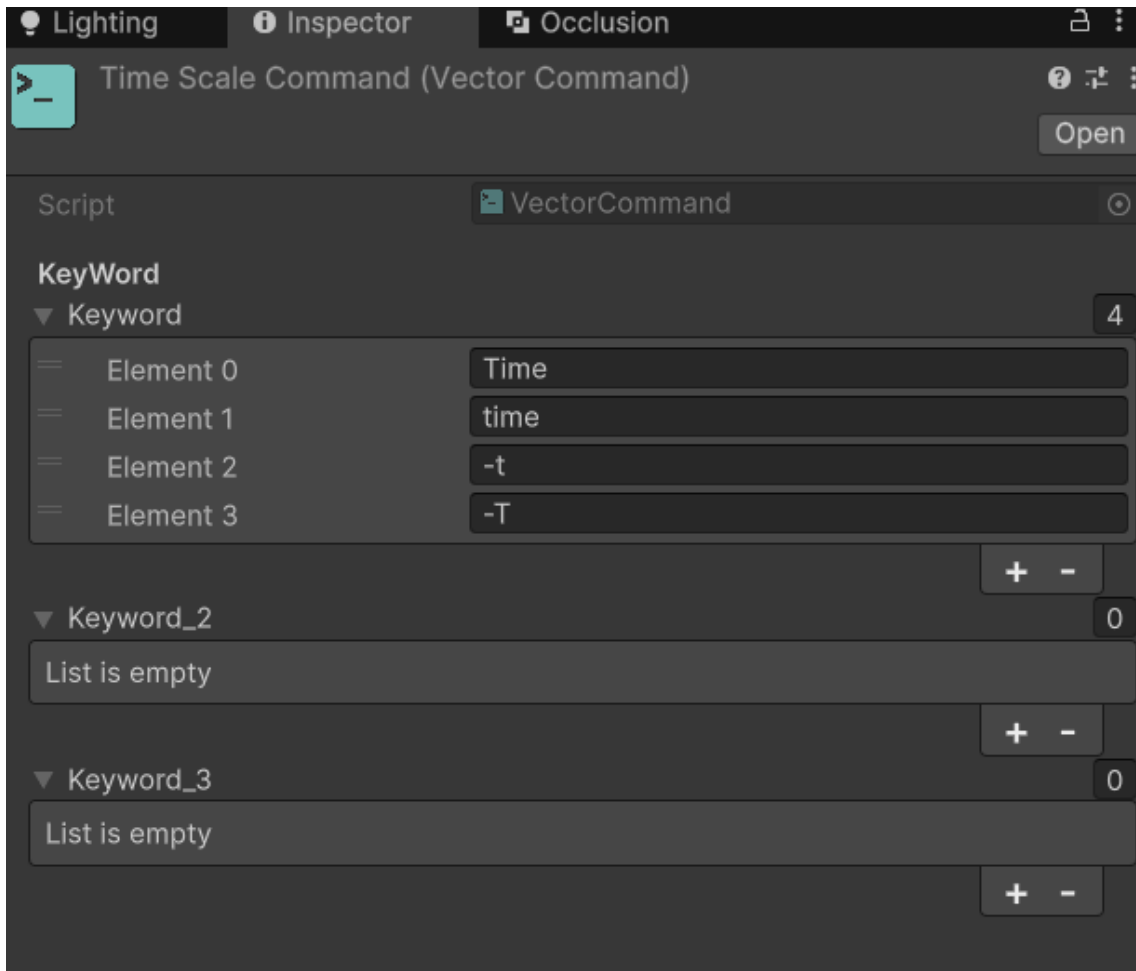 Lighting Inspector Occlusion
Time Scale Command (Vector Command)
Open
Script VectorCommand
KeyWord
Keyword 4
Element 0 Time
Element 1 time
Element 2 -t
Element 3 -T
+ -
Keyword_2 0
List is empty
+ -
Keyword_3 0
List is empty
+ -